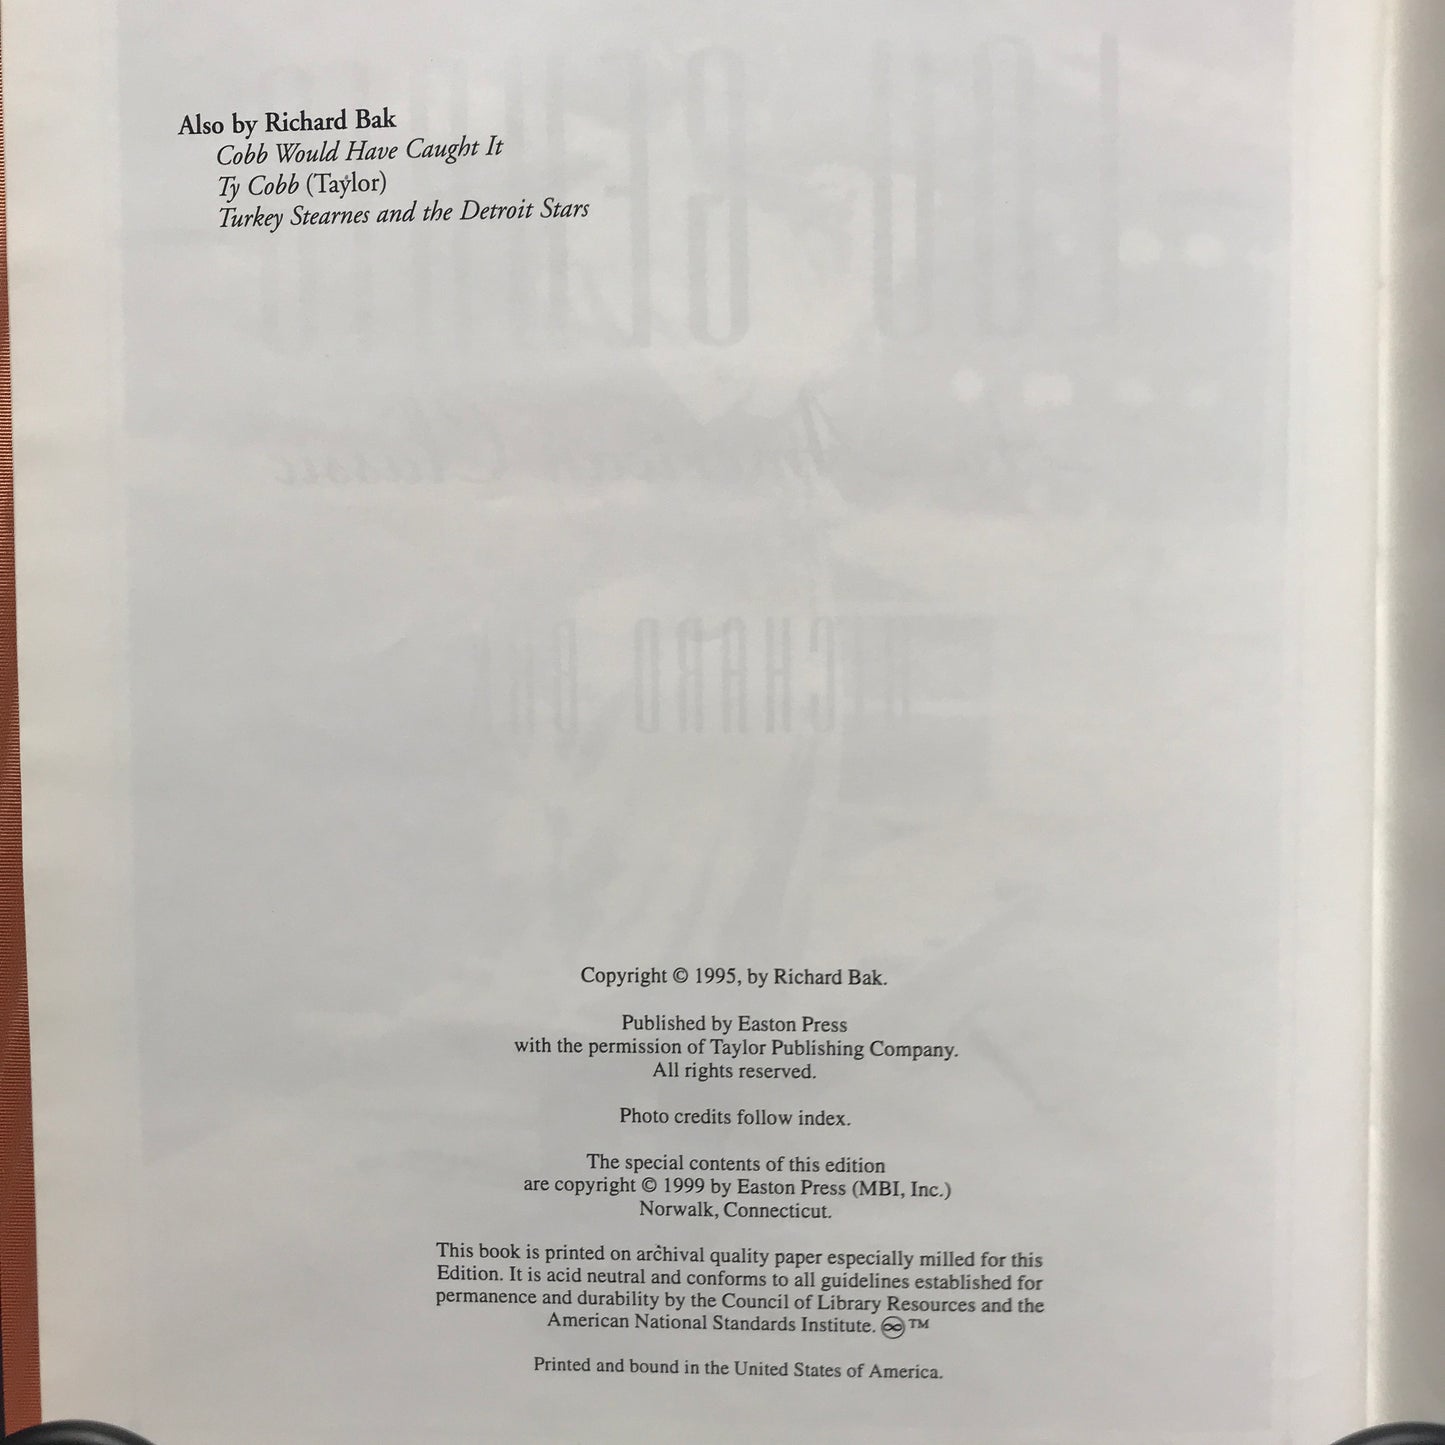 Also by Richard Bak
Cobb Would Have Caught It
Ty Cobb (Taylor)
Turkey Stearnes and the Detroit Stars
Copyright © 1995, by Richard Bak.
Published by Easton Press
with the permission of Taylor Publishing Company.
All rights reserved.
Photo credits follow index.
The special contents of this edition
are copyright © 1999 by Easton Press (MBI, Inc.)
Norwalk, Connecticut.
This book is printed on archival quality paper especially milled for this
Edition. It is acid neutral and conforms to all guidelines established for
permanence and durability by the Council of Library Resources and the
American National Standards Institute. ♾ ™
Printed and bound in the United States of America.